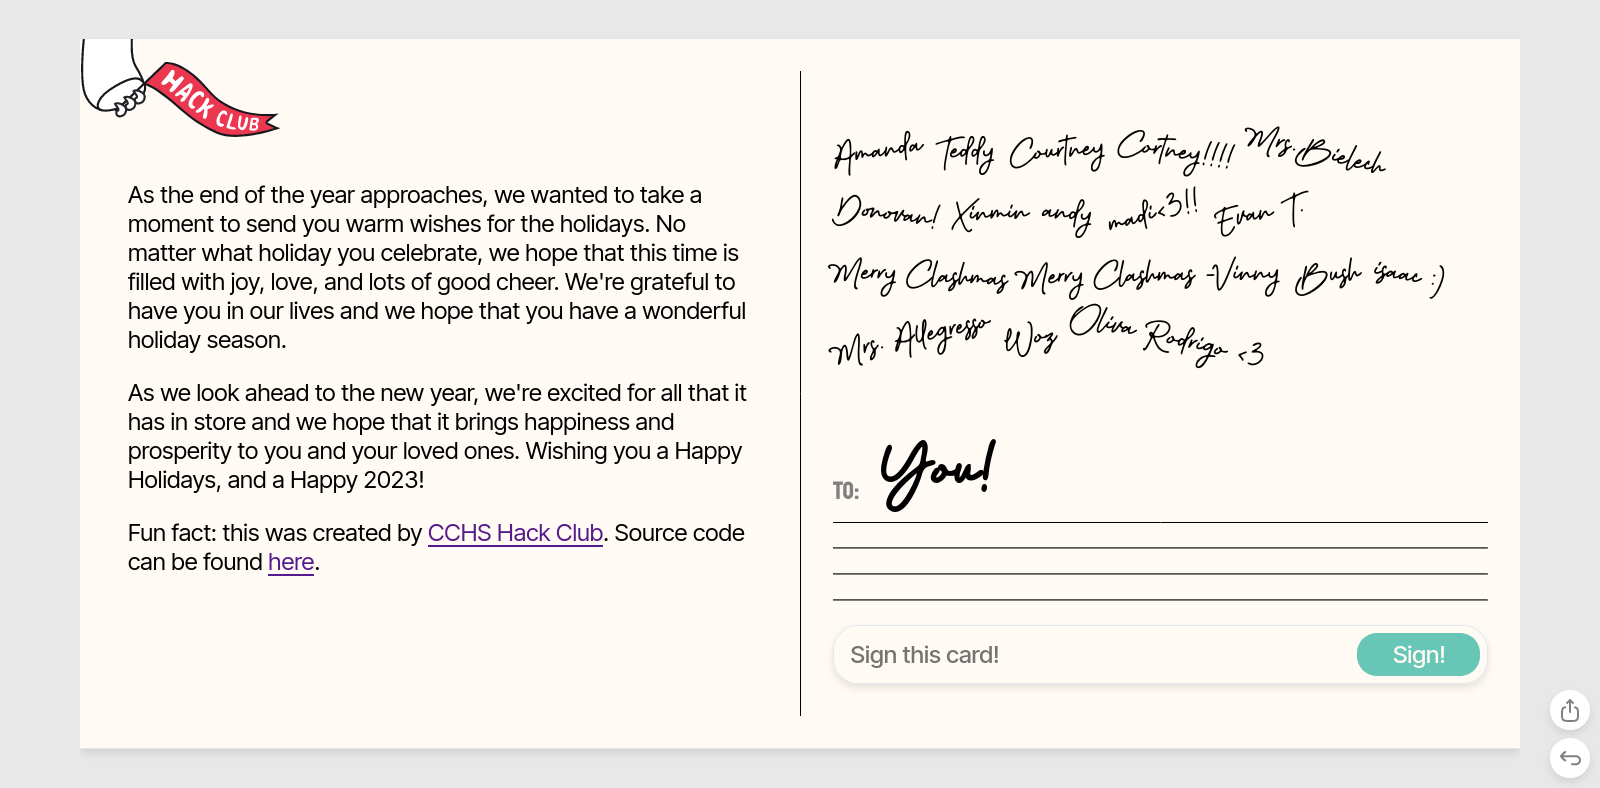 HACK CLUB
As the end of the year approaches, we wanted to take a
moment to send you warm wishes for the holidays. No
matter what holiday you celebrate, we hope that this time is
filled with joy, love, and lots of good cheer. We're grateful to
have you in our lives and we hope that you have a wonderful
holiday season.
As we look ahead to the new year, we're excited for all that it
has in store and we hope that it brings happiness and
prosperity to you and your loved ones. Wishing you a Happy
Holidays, and a Happy 2023!
Fun fact: this was created by CCHS Hack Club. Source code
can be found here.
Amanda Teddy Courtney Cortney!!!! Mrs. Bielech
Donovan! Xinmin andy madi<3!! Evan T.
Merry Clashmas Merry Clashmas -Vinny Bush isaac :)
Mrs. Allegresso Woz Oliva Rodrigo <3
TO: You!
Sign this card! Sign!